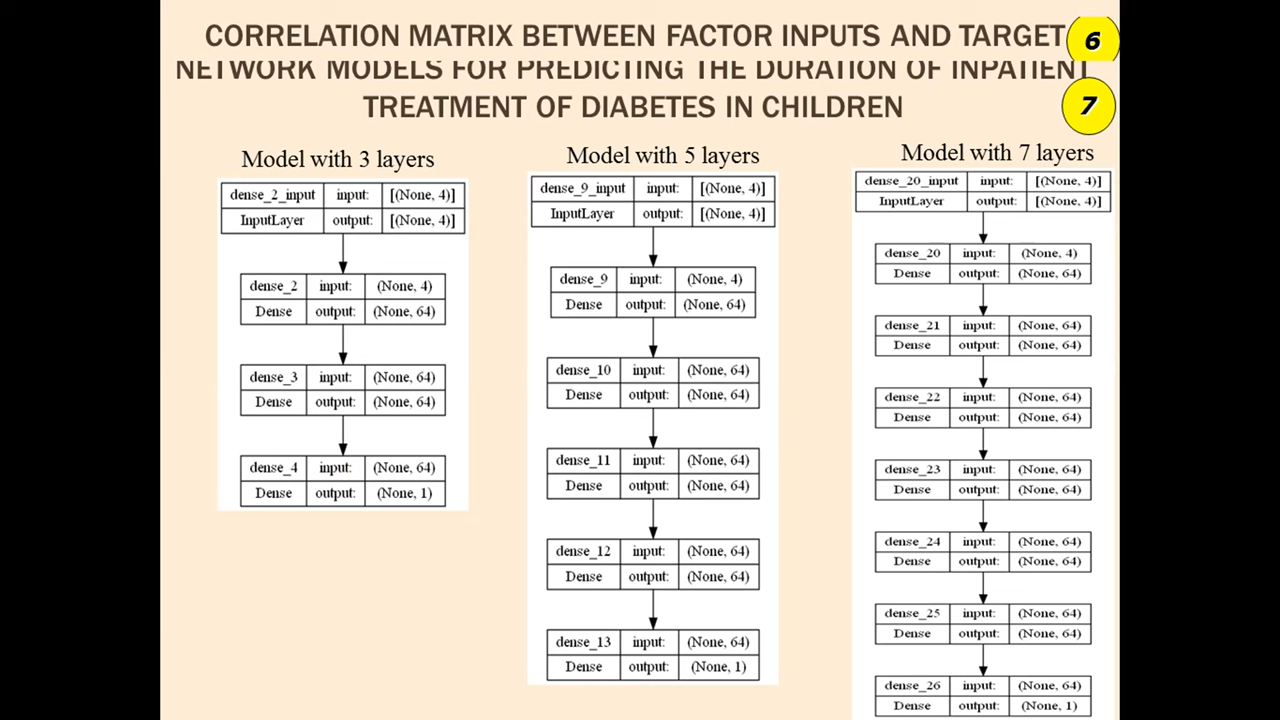 CORRELATION MATRIX BETWEEN FACTOR INPUTS AND TARGET
6
NETWORK MODELS FOR PREDICTING THE DURATION OF INPATIENT
TREATMENT OF DIABETES IN CHILDREN
7
Model with 3 layers
dense_2_input input: [(None, 4)]
InputLayer output: [(None, 4)]
dense_2 input: (None, 4)
Dense output: (None, 64)
dense_3 input: (None, 64)
Dense output: (None, 64)
dense_4 input: (None, 64)
Dense output: (None, 1)
Model with 5 layers
dense_9_input input: [(None, 4)]
InputLayer output: [(None, 4)]
dense_9 input: (None, 4)
Dense output: (None, 64)
dense_10 input: (None, 64)
Dense output: (None, 64)
dense_11 input: (None, 64)
Dense output: (None, 64)
dense_12 input: (None, 64)
Dense output: (None, 64)
dense_13 input: (None, 64)
Dense output: (None, 1)
Model with 7 layers
dense_20_input input: [(None, 4)]
InputLayer output: [(None, 4)]
dense_20 input: (None, 4)
Dense output: (None, 64)
dense_21 input: (None, 64)
Dense output: (None, 64)
dense_22 input: (None, 64)
Dense output: (None, 64)
dense_23 input: (None, 64)
Dense output: (None, 64)
dense_24 input: (None, 64)
Dense output: (None, 64)
dense_25 input: (None, 64)
Dense output: (None, 64)
dense_26 input: (None, 64)
Dense output: (None, 1)